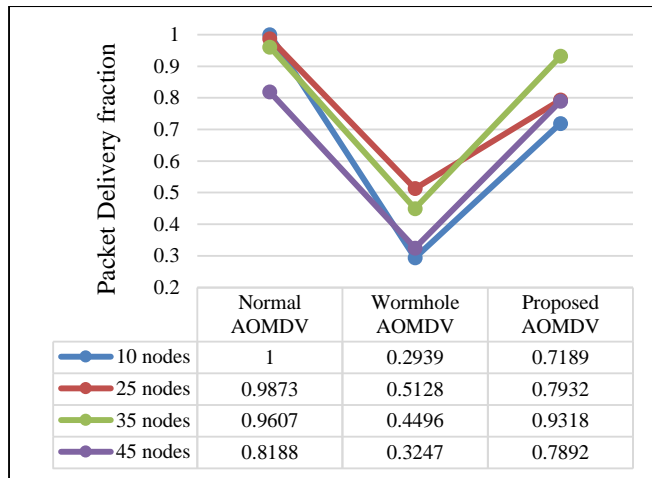 Packet Delivery fraction
1
0.9
0.8
0.7
0.6
0.5
0.4
0.3
0.2
Normal AOMDV Wormhole AOMDV Proposed AOMDV
10 nodes 1 0.2939 0.7189
25 nodes 0.9873 0.5128 0.7932
35 nodes 0.9607 0.4496 0.9318
45 nodes 0.8188 0.3247 0.7892